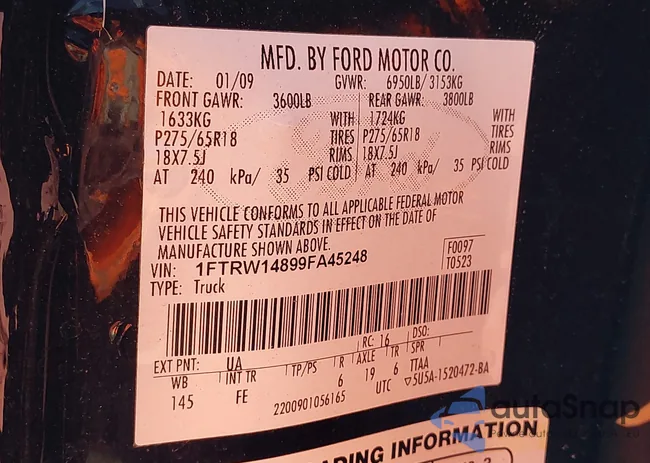 MFD. BY FORD MOTOR CO.
DATE: 01/09 GVWR: 6950LB/ 3153KG
FRONT GAWR: 3600LB REAR GAWR: 3800LB
1633KG WITH 1724KG WITH
P275/65R18 TIRES P275/65R18 TIRES
18X7.5J RIMS 18X7.5J RIMS
AT 240 kPa/ 35 PSI COLD AT 240 kPa/ 35 PSI COLD
THIS VEHICLE CONFORMS TO ALL APPLICABLE FEDERAL MOTOR
VEHICLE SAFETY STANDARDS IN EFFECT ON THE DATE OF
MANUFACTURE SHOWN ABOVE.
VIN: 1FTRW14899FA45248 F0097
TYPE: Truck T0523
RC: 16 DSO:
EXT PNT: UA
WB INT TR TP/PS R AXLE TR SPR
145 FE 6 19 6 TTAA
2200901056165 UTC ▽5U5A-1520472-BA
autoSnap
ADING INFORMATION